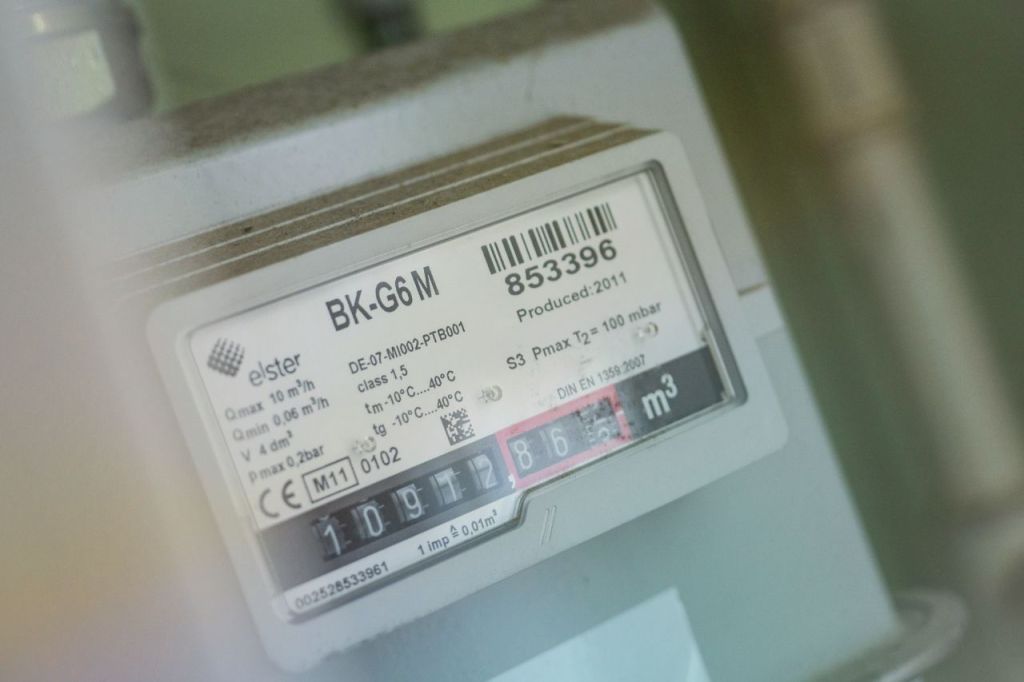 853396
BK-G6M
Produced: 2011
elster
DE-07-MI002-PTB001
class 1,5
S3 Pmax T2 = 100 mbar
Qmax 10 m³/h
tm -10°C....40°C
Qmin 0,06 m³/h
tg -10°C....40°C
DIN EN 1359:2007
V 4 dm³
Pmax 0,2bar
CE M11 0102
10912,86 m³
1 imp ≙ 0,01m³
002528533961